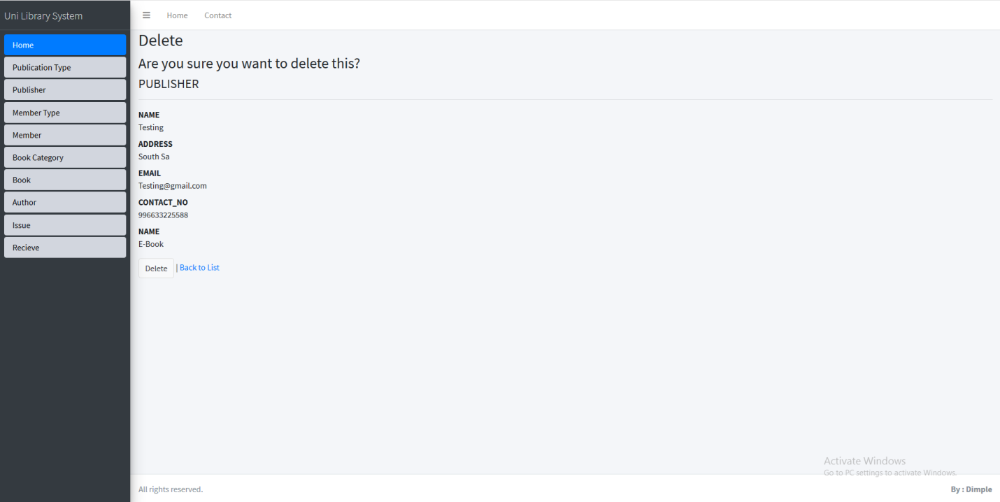 Uni Library System
Home
Publication Type
Publisher
Member Type
Member
Book Category
Book
Author
Issue
Recieve
Home Contact
Delete
Are you sure you want to delete this?
PUBLISHER
NAME
Testing
ADDRESS
South Sa
EMAIL
Testing@gmail.com
CONTACT_NO
996633225588
NAME
E-Book
Delete | Back to List
Activate Windows
Go to PC settings to activate Windows.
All rights reserved.
By : Dimple